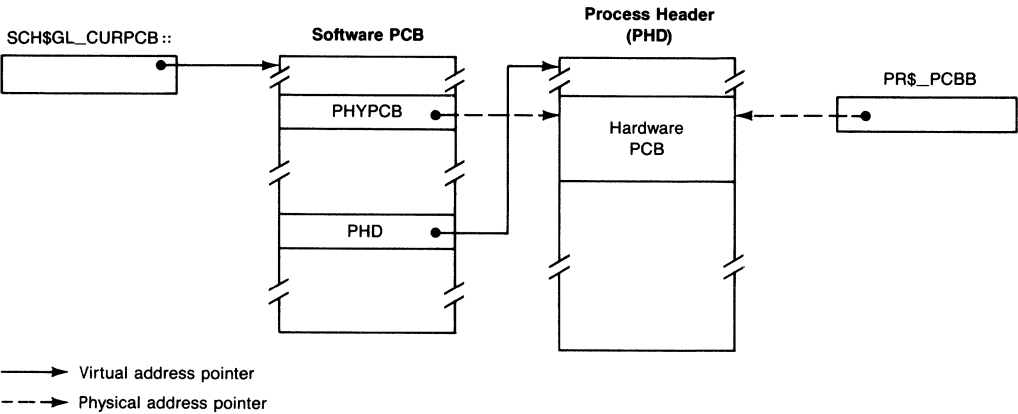 Process Header
(PHD)
SCH$GL_CURPCB::
Software PCB
PR$_PCBB
PHYPCB
Hardware
PCB
PHD
Virtual address pointer
Physical address pointer